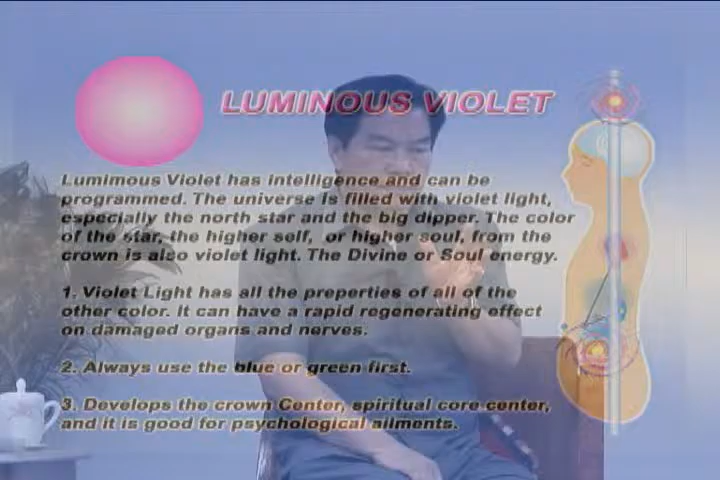 LUMINOUS VIOLET
Lumimous Violet has intelligence and can be
programmed. The universe is filled with violet light,
especially the north star and the big dipper. The color
of the star, the higher self, or higher soul, from the
crown is also violet light. The Divine or Soul energy.
1. Violet Light has all the preperties of all of the
other color. It can have a rapid regenerating effect
on damaged organs and nerves.
2. Always use the blue or green first.
3. Develops the crown Center, spiritual core center,
and it is good for psychological ailments.